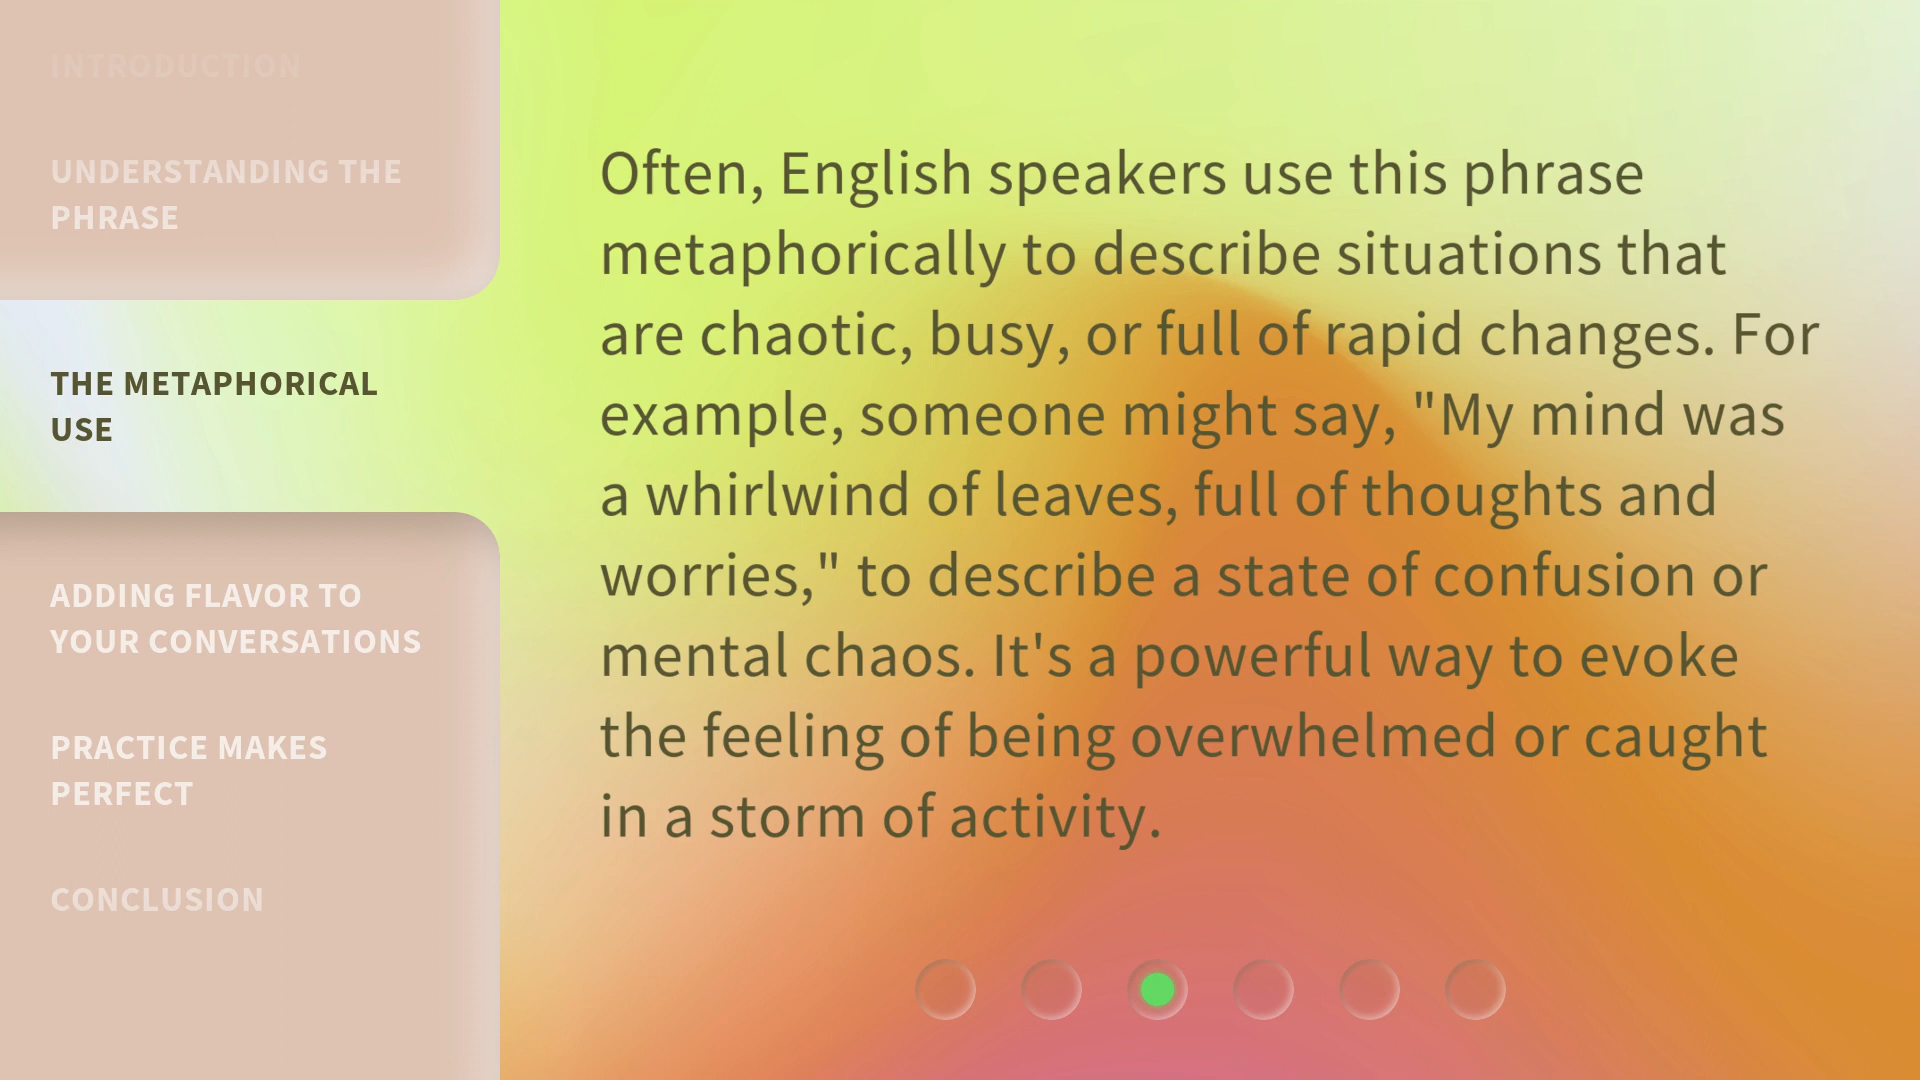 INTRODUCTION
UNDERSTANDING THE
PHRASE
THE METAPHORICAL
USE
ADDING FLAVOR TO
YOUR CONVERSATIONS
PRACTICE MAKES
PERFECT
CONCLUSION
Often, English speakers use this phrase
metaphorically to describe situations that
are chaotic, busy, or full of rapid changes. For
example, someone might say, "My mind was
a whirlwind of leaves, full of thoughts and
worries," to describe a state of confusion or
mental chaos. It's a powerful way to evoke
the feeling of being overwhelmed or caught
in a storm of activity.